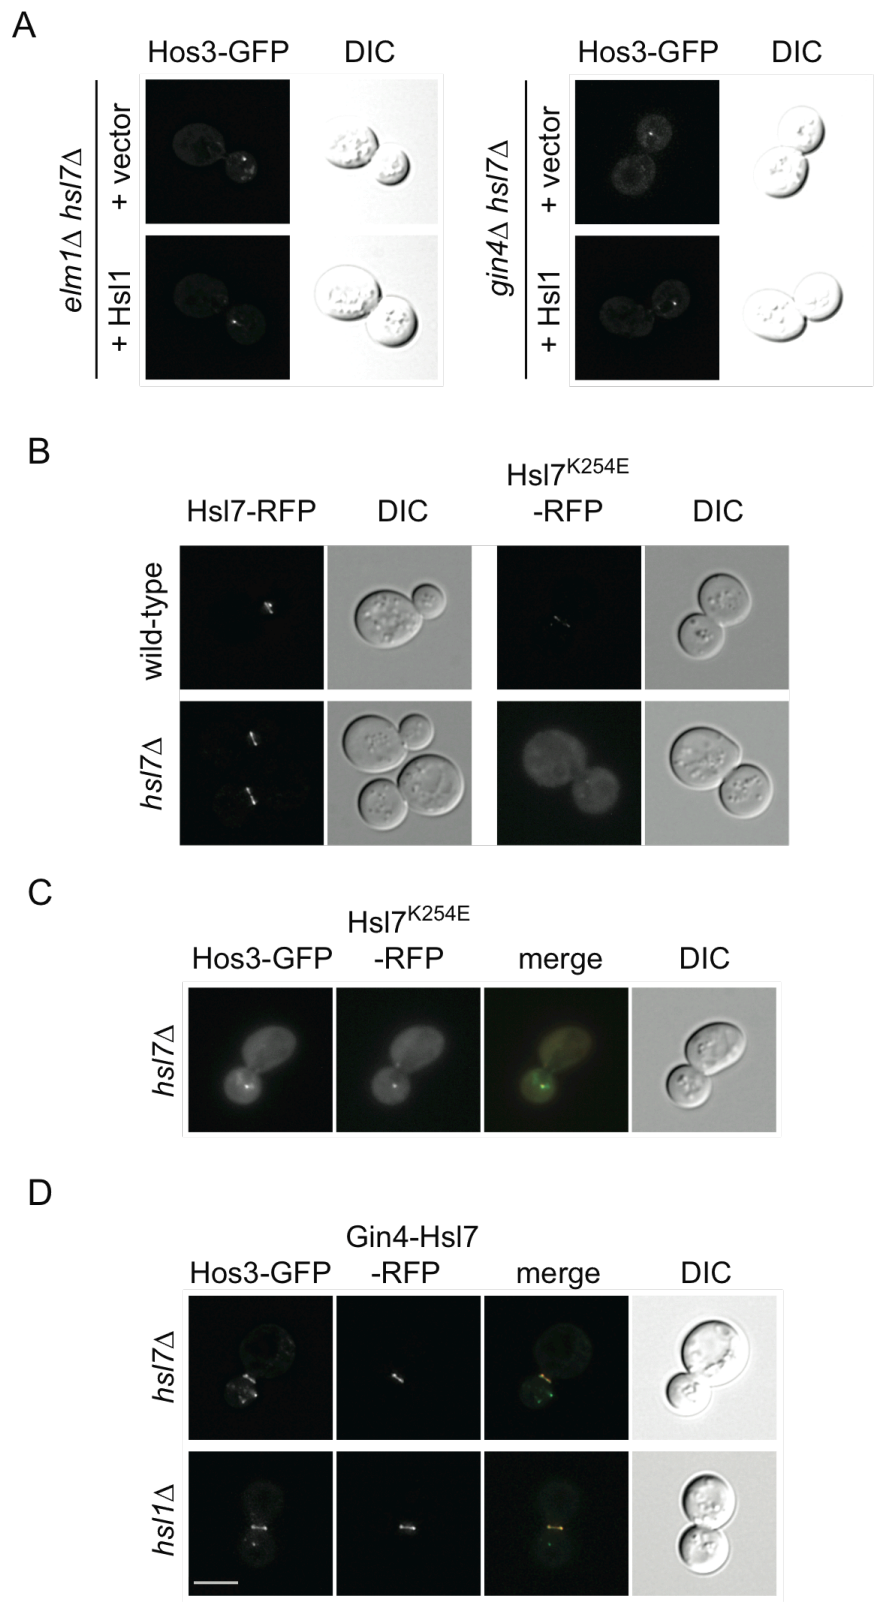 A
Hos3-GFP DIC
Hos3-GFP DIC
elm1Δ hsl7Δ
+ vector
+ Hsl1
gin4Δ hsl7Δ
+ vector
+ Hsl1
B
Hsl7-RFP DIC
Hsl7K254E
-RFP DIC
wild-type
hsl7Δ
C
Hsl7K254E
Hos3-GFP -RFP merge DIC
hsl7Δ
D
Gin4-Hsl7
Hos3-GFP -RFP merge DIC
hsl7Δ
hsl1Δ